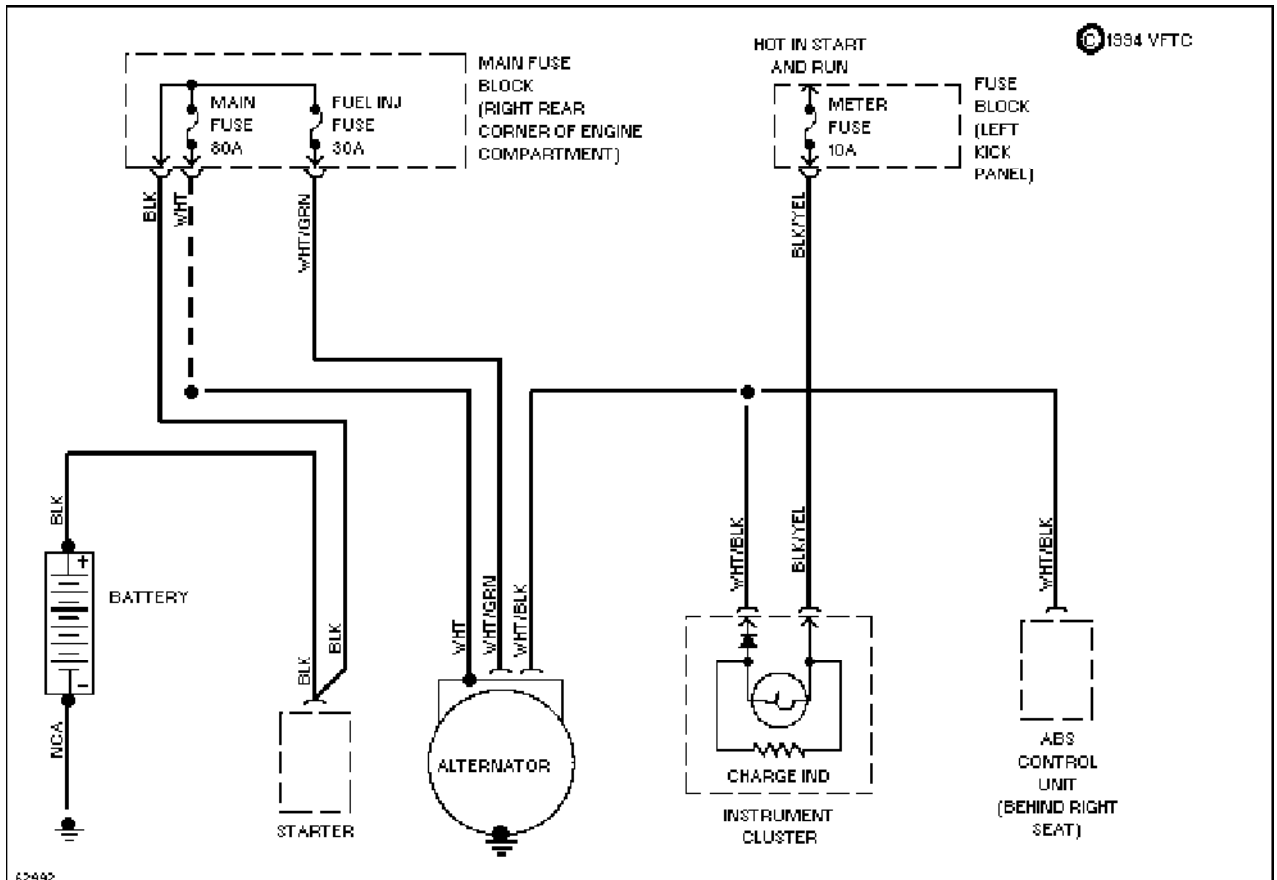 © 1994 VFTC
HOT IN START
AND RUN
MAIN FUSE
BLOCK
(RIGHT REAR
CORNER OF ENGINE
COMPARTMENT)
MAIN
FUSE
80A
FUEL INJ
FUSE
30A
METER
FUSE
10A
FUSE
BLOCK
(LEFT
KICK
PANEL)
BLK
WHT
WHT/GRN
BLK/YEL
BLK
BATTERY
+
-
NCA
BLK
BLK
STARTER
WHT
WHT/GRN
WHT/BLK
ALTERNATOR
WHT/BLK
BLK/YEL
CHARGE IND
INSTRUMENT
CLUSTER
WHT/BLK
ABS
CONTROL
UNIT
(BEHIND RIGHT
SEAT)